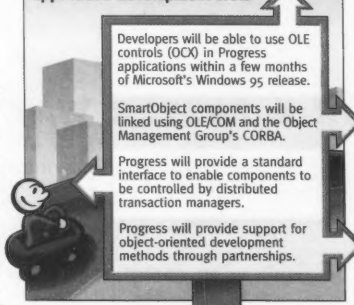 Developers will be able to use OLE
controls (OCX) in Progress
applications within a few months
of Microsoft's Windows 95 release.
SmartObject components will be
linked using OLE/COM and the Object
Management Group's CORBA.
Progress will provide a standard
interface to enable components to
be controlled by distributed
transaction managers.
Progress will provide support for
object-oriented development
methods through partnerships.